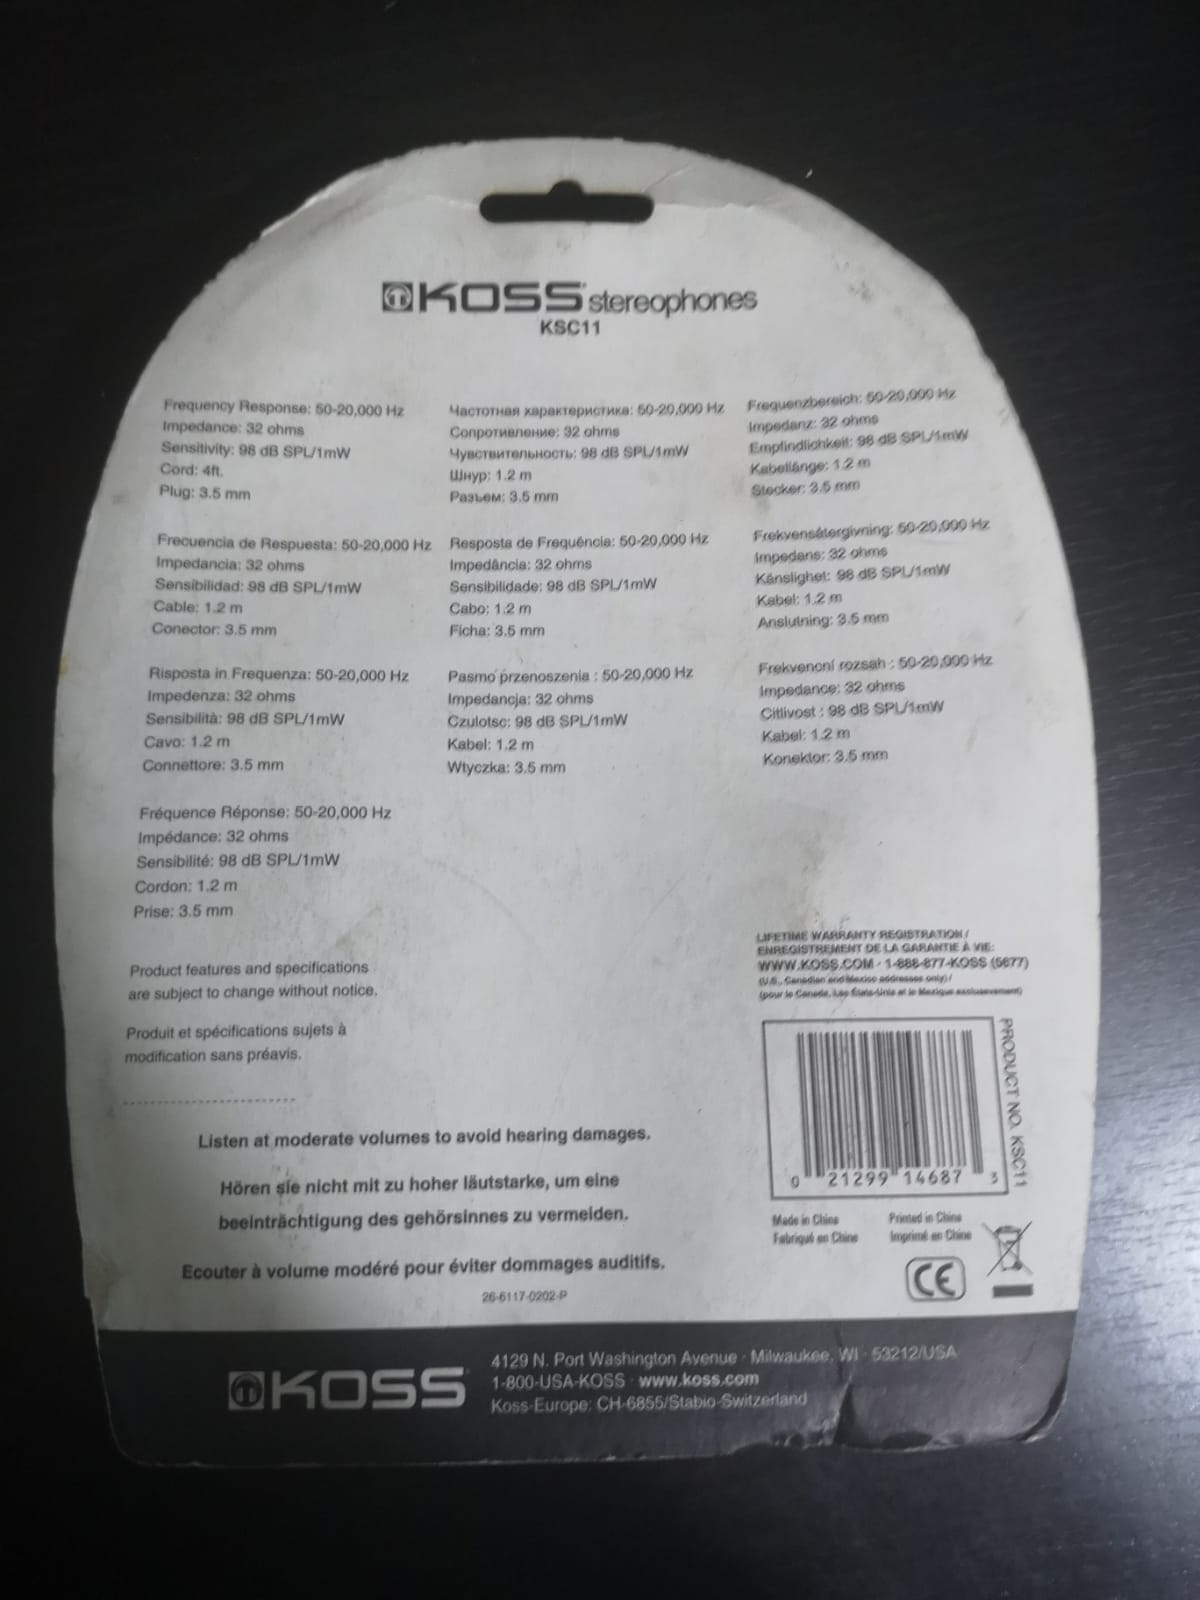 KOSS stereophones
KSC11
Frequency Response: 50-20,000 Hz
Impedance: 32 ohms
Sensitivity: 98 dB SPL/1mW
Cord: 4ft.
Plug: 3.5 mm
Частотная характеристика: 50-20,000 Hz
Сопротивление: 32 ohms
Чувствительность: 98 dB SPL/1mW
Шнур: 1.2 m
Разъем: 3.5 mm
Frequenzbereich: 50-20,000 Hz
Impedanz: 32 ohms
Empfindlichkeit: 98 dB SPL/1mW
Kabellänge: 1.2 m
Stecker: 3.5 mm
Frecuencia de Respuesta: 50-20,000 Hz
Impedancia: 32 ohms
Sensibilidad: 98 dB SPL/1mW
Cable: 1.2 m
Conector: 3.5 mm
Resposta de Frequência: 50-20,000 Hz
Impedância: 32 ohms
Sensibilidade: 98 dB SPL/1mW
Cabo: 1.2 m
Ficha: 3.5 mm
Frekvensåtergivning: 50-20,000 Hz
Impedans: 32 ohms
Känslighet: 98 dB SPL/1mW
Kabel: 1.2 m
Anslutning: 3.5 mm
Risposta in Frequenza: 50-20,000 Hz
Impedenza: 32 ohms
Sensibilità: 98 dB SPL/1mW
Cavo: 1.2 m
Connettore: 3.5 mm
Pasmo przenoszenia : 50-20,000 Hz
Impedancja: 32 ohms
Czulotsc: 98 dB SPL/1mW
Kabel: 1.2 m
Wtyczka: 3.5 mm
Frekvencní rozsah : 50-20,000 Hz
Impedance: 32 ohms
Citlivost : 98 dB SPL/1mW
Kabel: 1.2 m
Konektor: 3.5 mm
Fréquence Réponse: 50-20,000 Hz
Impédance: 32 ohms
Sensibilité: 98 dB SPL/1mW
Cordon: 1.2 m
Prise: 3.5 mm
Product features and specifications
are subject to change without notice.
Produit et spécifications sujets à
modification sans préavis.
LIFETIME WARRANTY REGISTRATION /
ENREGISTREMENT DE LA GARANTIE À VIE:
WWW.KOSS.COM · 1-888-877-KOSS (5677)
(U.S., Canadian and Mexico addresses only) /
(pour le Canada, Les États-Unis et le Mexique exclusevement)
PRODUCT NO. KSC11
0 21299 14687 3
Listen at moderate volumes to avoid hearing damages.
Hören sie nicht mit zu hoher läutstarke, um eine
beeinträchtigung des gehörsinnes zu vermeiden.
Ecouter à volume modéré pour éviter dommages auditifs.
26-6117-0202-P
Made in China
Fabriqué en Chine
Printed in China
Imprimé en Chine
CE
KOSS
4129 N. Port Washington Avenue · Milwaukee, WI · 53212/USA
1-800-USA-KOSS · www.koss.com
Koss-Europe: CH-6855/Stabio-Switzerland